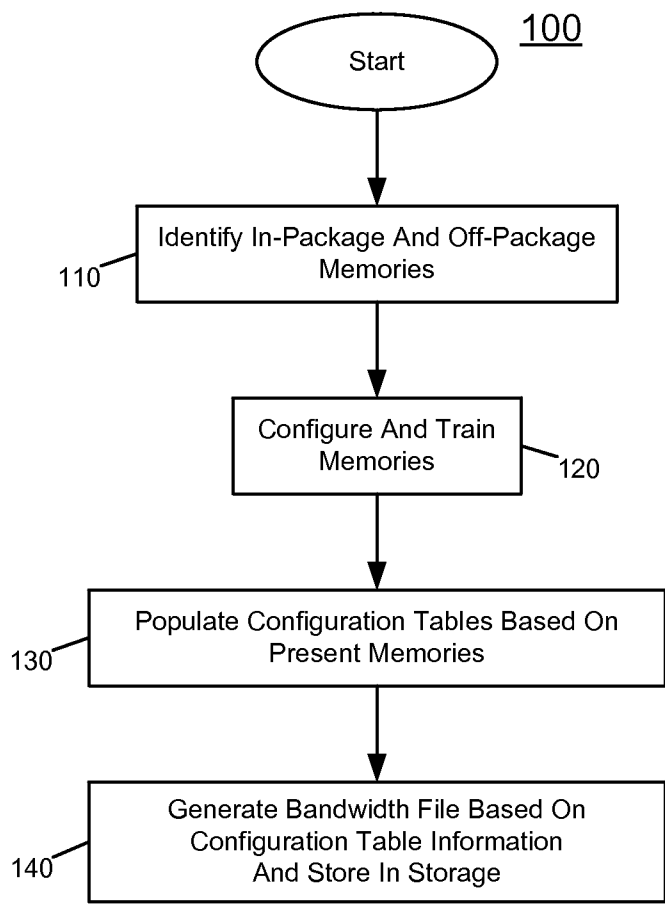 100
Start
Identify In-Package And Off-Package
Memories
110
Configure And Train
Memories
120
Populate Configuration Tables Based On
Present Memories
130
Generate Bandwidth File Based On
Configuration Table Information
And Store In Storage
140